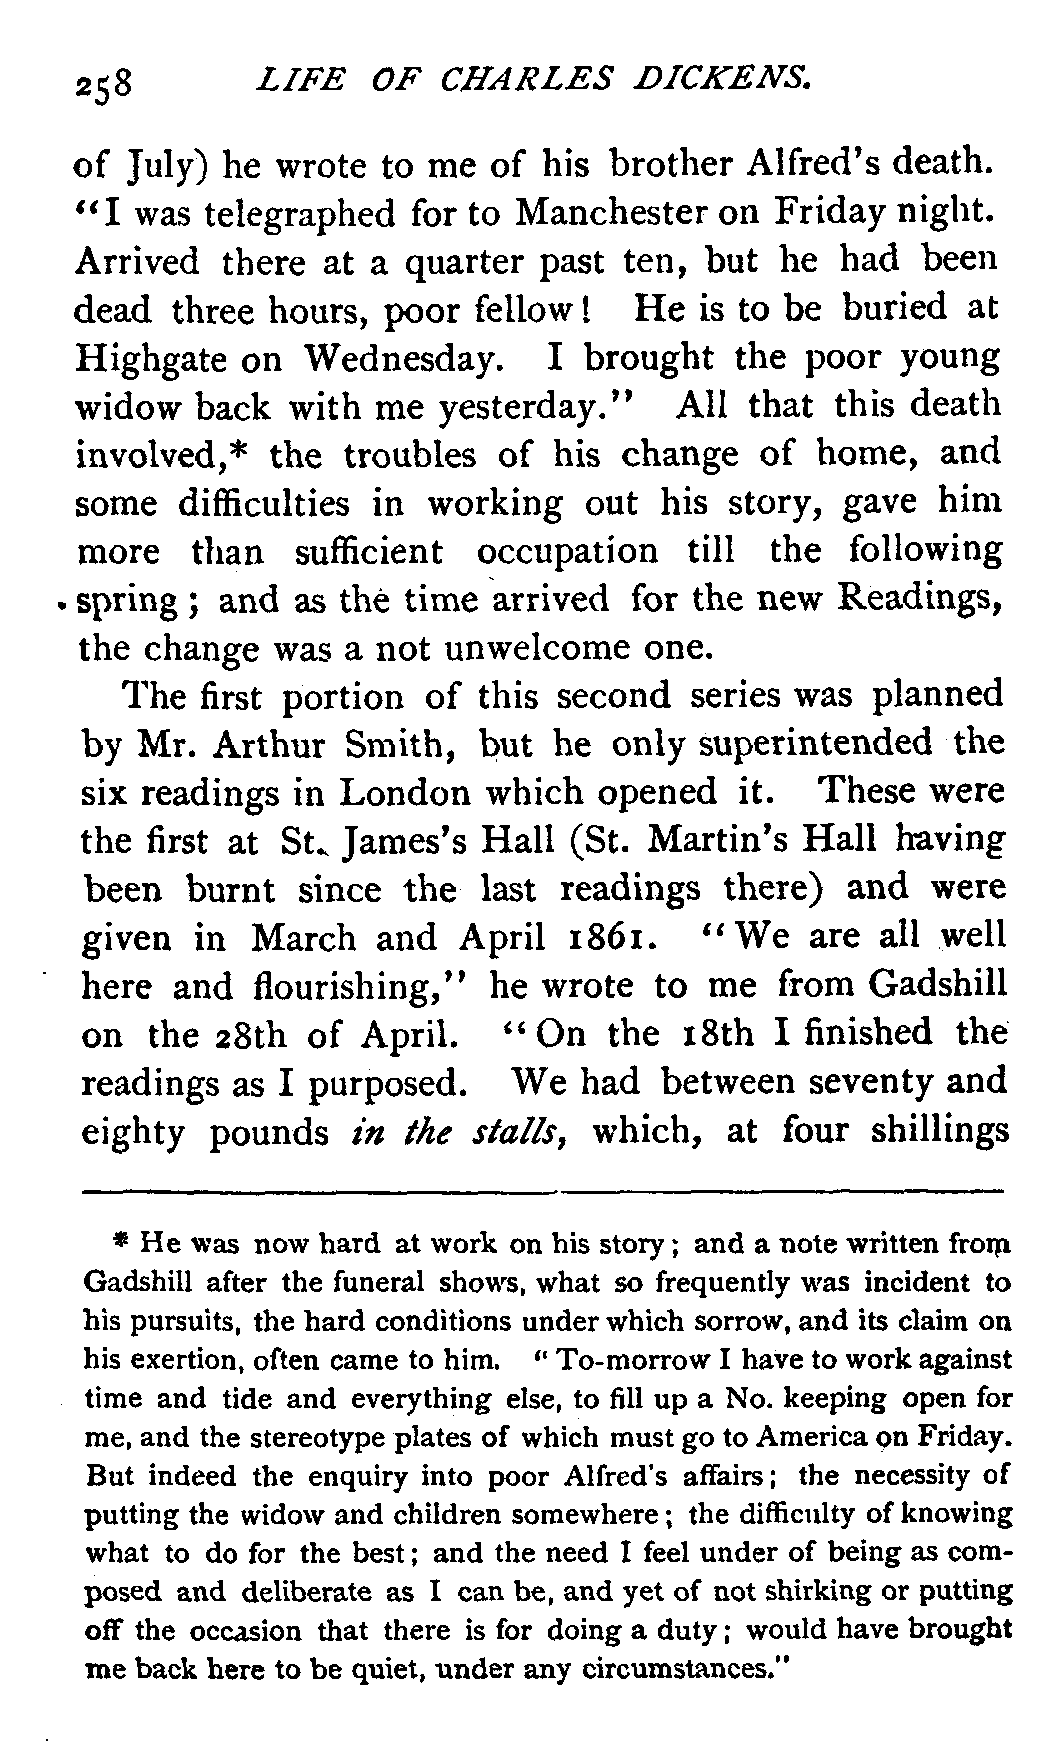 258 LIFE OF CHARLES DICKENS.
of July) he wrote to me of his brother Alfred's death.
"I was telegraphed for to Manchester on Friday night.
Arrived there at a quarter past ten, but he had been
dead three hours, poor fellow! He is to be buried at
Highgate on Wednesday. I brought the poor young
widow back with me yesterday." All that this death
involved,* the troubles of his change of home, and
some difficulties in working out his story, gave him
more than sufficient occupation till the following
spring; and as the time arrived for the new Readings,
the change was a not unwelcome one.
The first portion of this second series was planned
by Mr. Arthur Smith, but he only superintended the
six readings in London which opened it. These were
the first at St. James's Hall (St. Martin's Hall having
been burnt since the last readings there) and were
given in March and April 1861. "We are all well
here and flourishing," he wrote to me from Gadshill
on the 28th of April. "On the 18th I finished the
readings as I purposed. We had between seventy and
eighty pounds in the stalls, which, at four shillings
* He was now hard at work on his story; and a note written from
Gadshill after the funeral shows, what so frequently was incident to
his pursuits, the hard conditions under which sorrow, and its claim on
his exertion, often came to him. "To-morrow I have to work against
time and tide and everything else, to fill up a No. keeping open for
me, and the stereotype plates of which must go to America on Friday.
But indeed the enquiry into poor Alfred's affairs; the necessity of
putting the widow and children somewhere; the difficulty of knowing
what to do for the best; and the need I feel under of being as com-
posed and deliberate as I can be, and yet of not shirking or putting
off the occasion that there is for doing a duty; would have brought
me back here to be quiet, under any circumstances."